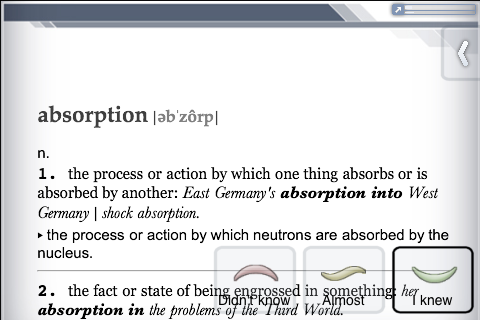 absorption |əbˈzôrp|
n.
1. the process or action by which one thing absorbs or is
absorbed by another: East Germany's absorption into West
Germany | shock absorption.
▸ the process or action by which neutrons are absorbed by the
nucleus.
2. the fact or state of being engrossed in something: her
absorption in the problems of the Third World.
Didn't know
Almost
I knew